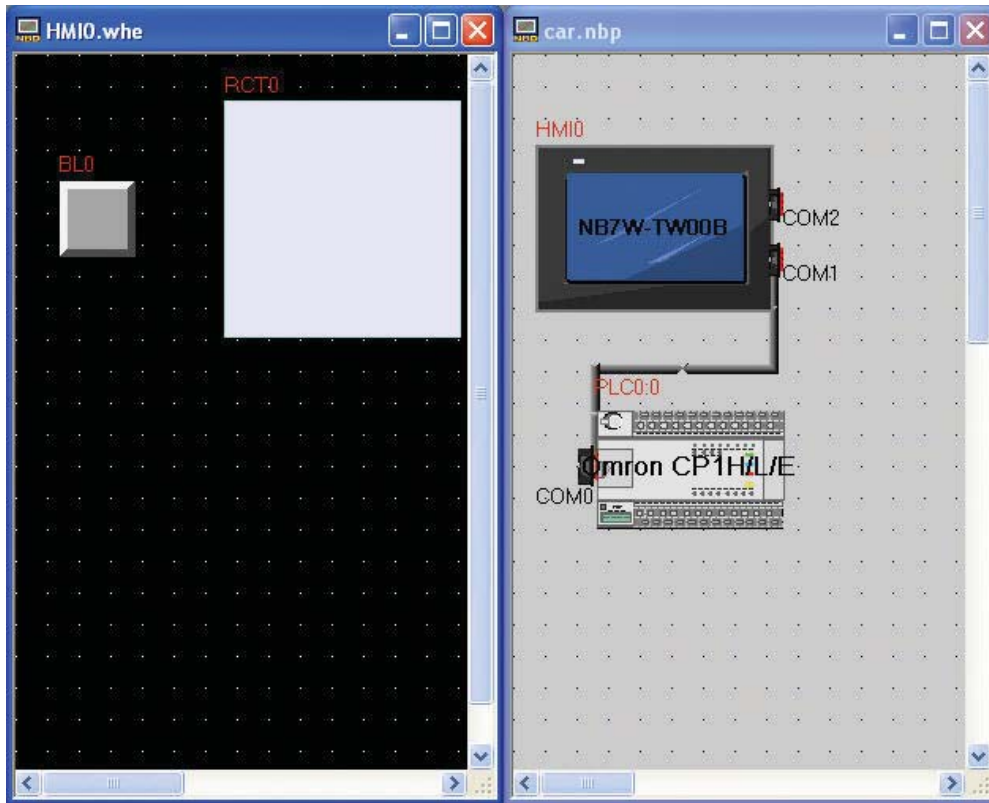 HMI0.whe
RCT0
BL0
car.nbp
HMI0
NB7W-TW00B
COM2
COM1
PLC0:0
Omron CP1H/L/E
COM0